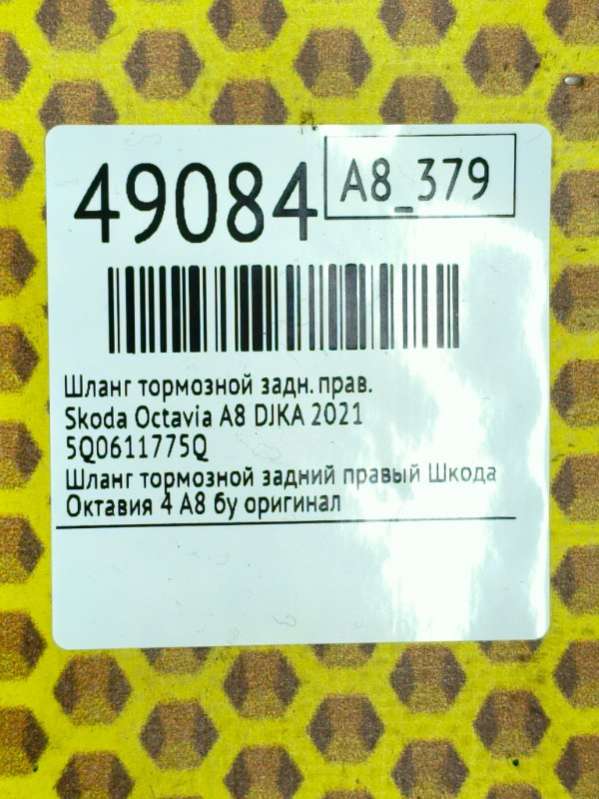 49084
A8_379
Шланг тормозной задн. прав.
Skoda Octavia A8 DJKA 2021
5Q0611775Q
Шланг тормозной задний правый Шкода
Октавия 4 А8 бу оригинал